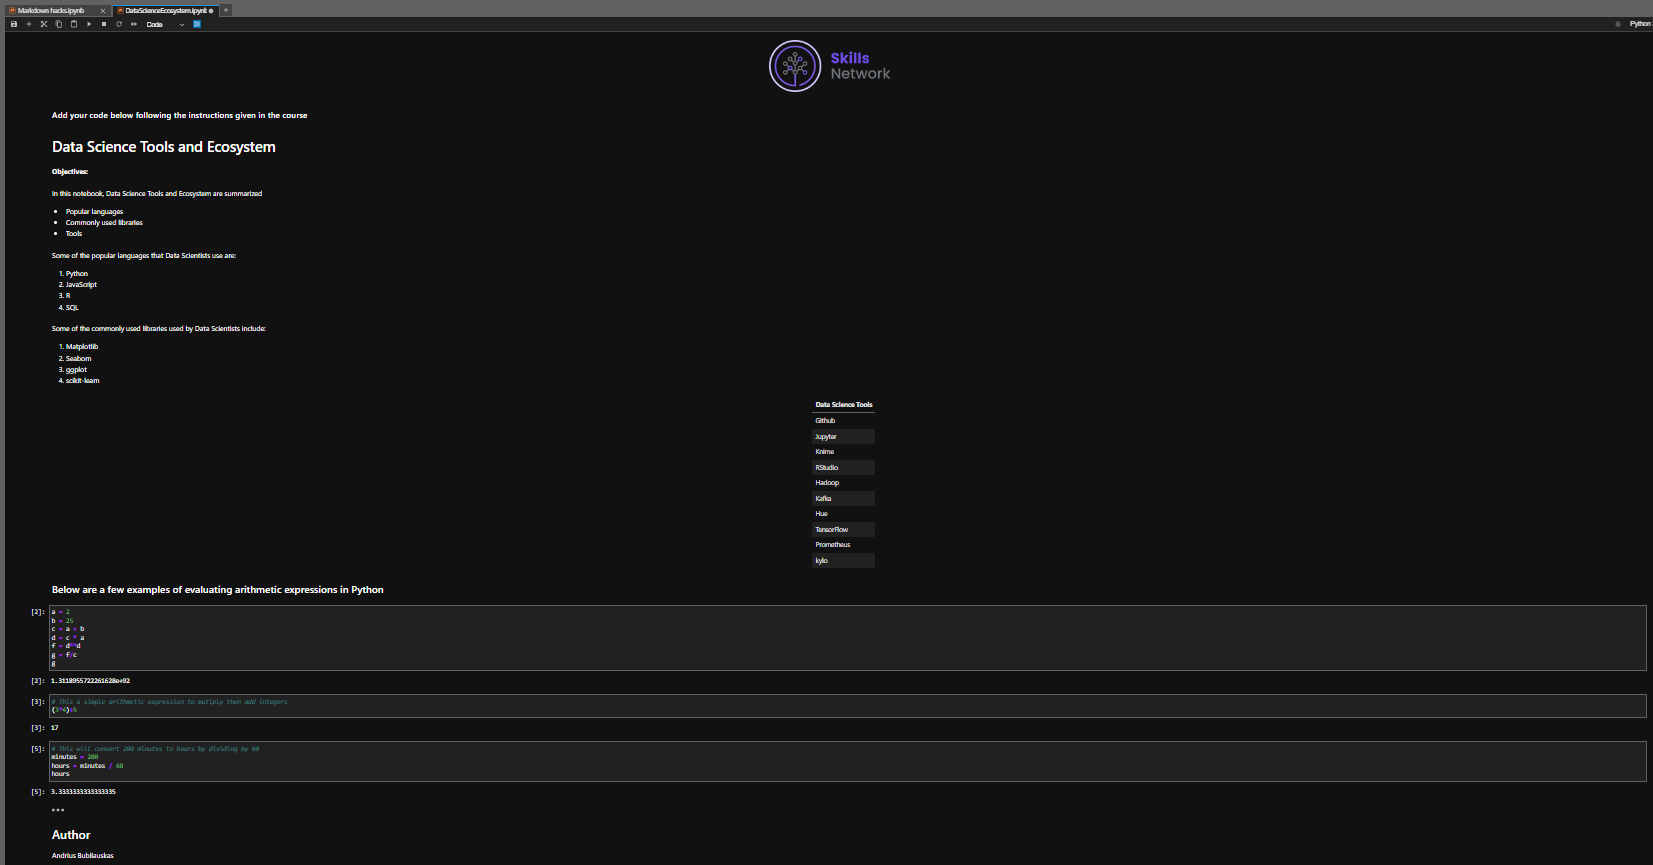 Markdown hacks.ipynb
DataScienceEcosystem.ipynb
Code
Python
Skills
Network
Add your code below following the instructions given in the course
Data Science Tools and Ecosystem
Objectives:
In this notebook, Data Science Tools and Ecosystem are summarized
• Popular languages
• Commonly used libraries
• Tools
Some of the popular languages that Data Scientists use are:
1. Python
2. JavaScript
3. R
4. SQL
Some of the commonly used libraries used by Data Scientists include:
1. Matplotlib
2. Seaborn
3. ggplot
4. scikit-learn
Data Science Tools
Github
Jupyter
Knime
RStudio
Hadoop
Kafka
Hue
TensorFlow
Prometheus
kylo
Below are a few examples of evaluating arithmetic expressions in Python
[2]: a = 2
b = 25
c = a + b
d = c * a
f = d**d
g = f/c
g
[2]: 1.3118955722261628e+92
[3]: # This a simple arithmetic expression to mutiply then add integers
(3*4)+5
[3]: 17
[5]: # This will convert 200 minutes to hours by dividing by 60
minutes = 200
hours = minutes / 60
hours
[5]: 3.3333333333333335
Author
Andrius Bubliauskas